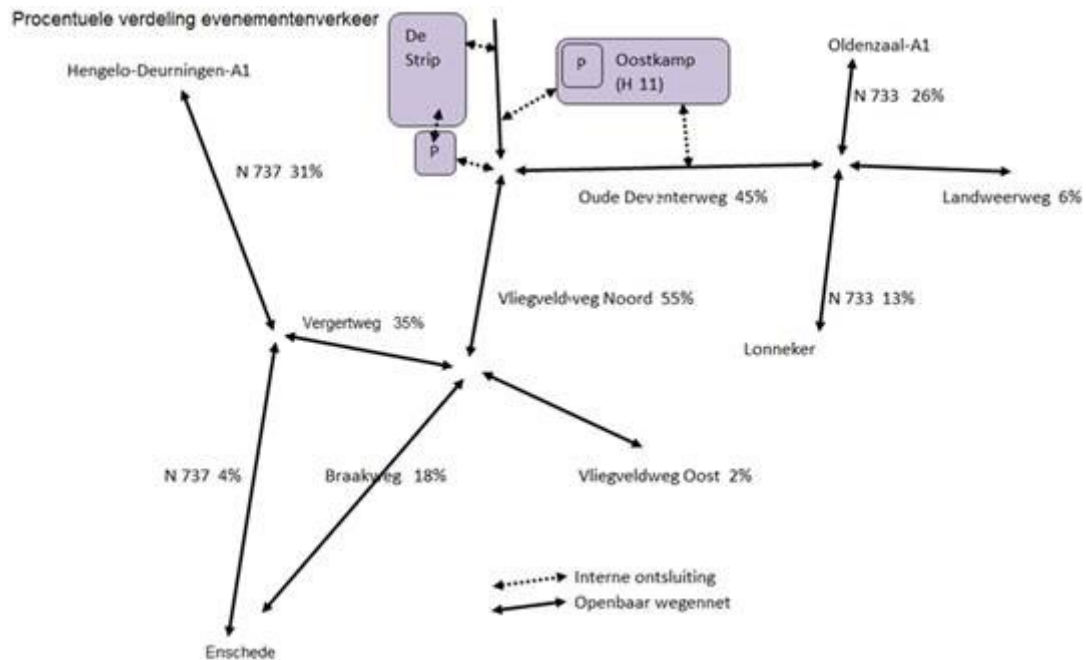 Procentuele verdeling evenementenverkeer
De
Strip
P
Oostkamp
(H 11)
P
Oldenzaal-A1
Hengelo-Deurningen-A1
N 733 26%
N 737 31%
Oude Deventerweg 45%
Landweerweg 6%
Vliegveldweg Noord 55%
N 733 13%
Vergertweg 35%
Lonneker
N 737 4%
Braakweg 18%
Vliegveldweg Oost 2%
Interne ontsluiting
Openbaar wegennet
Enschede